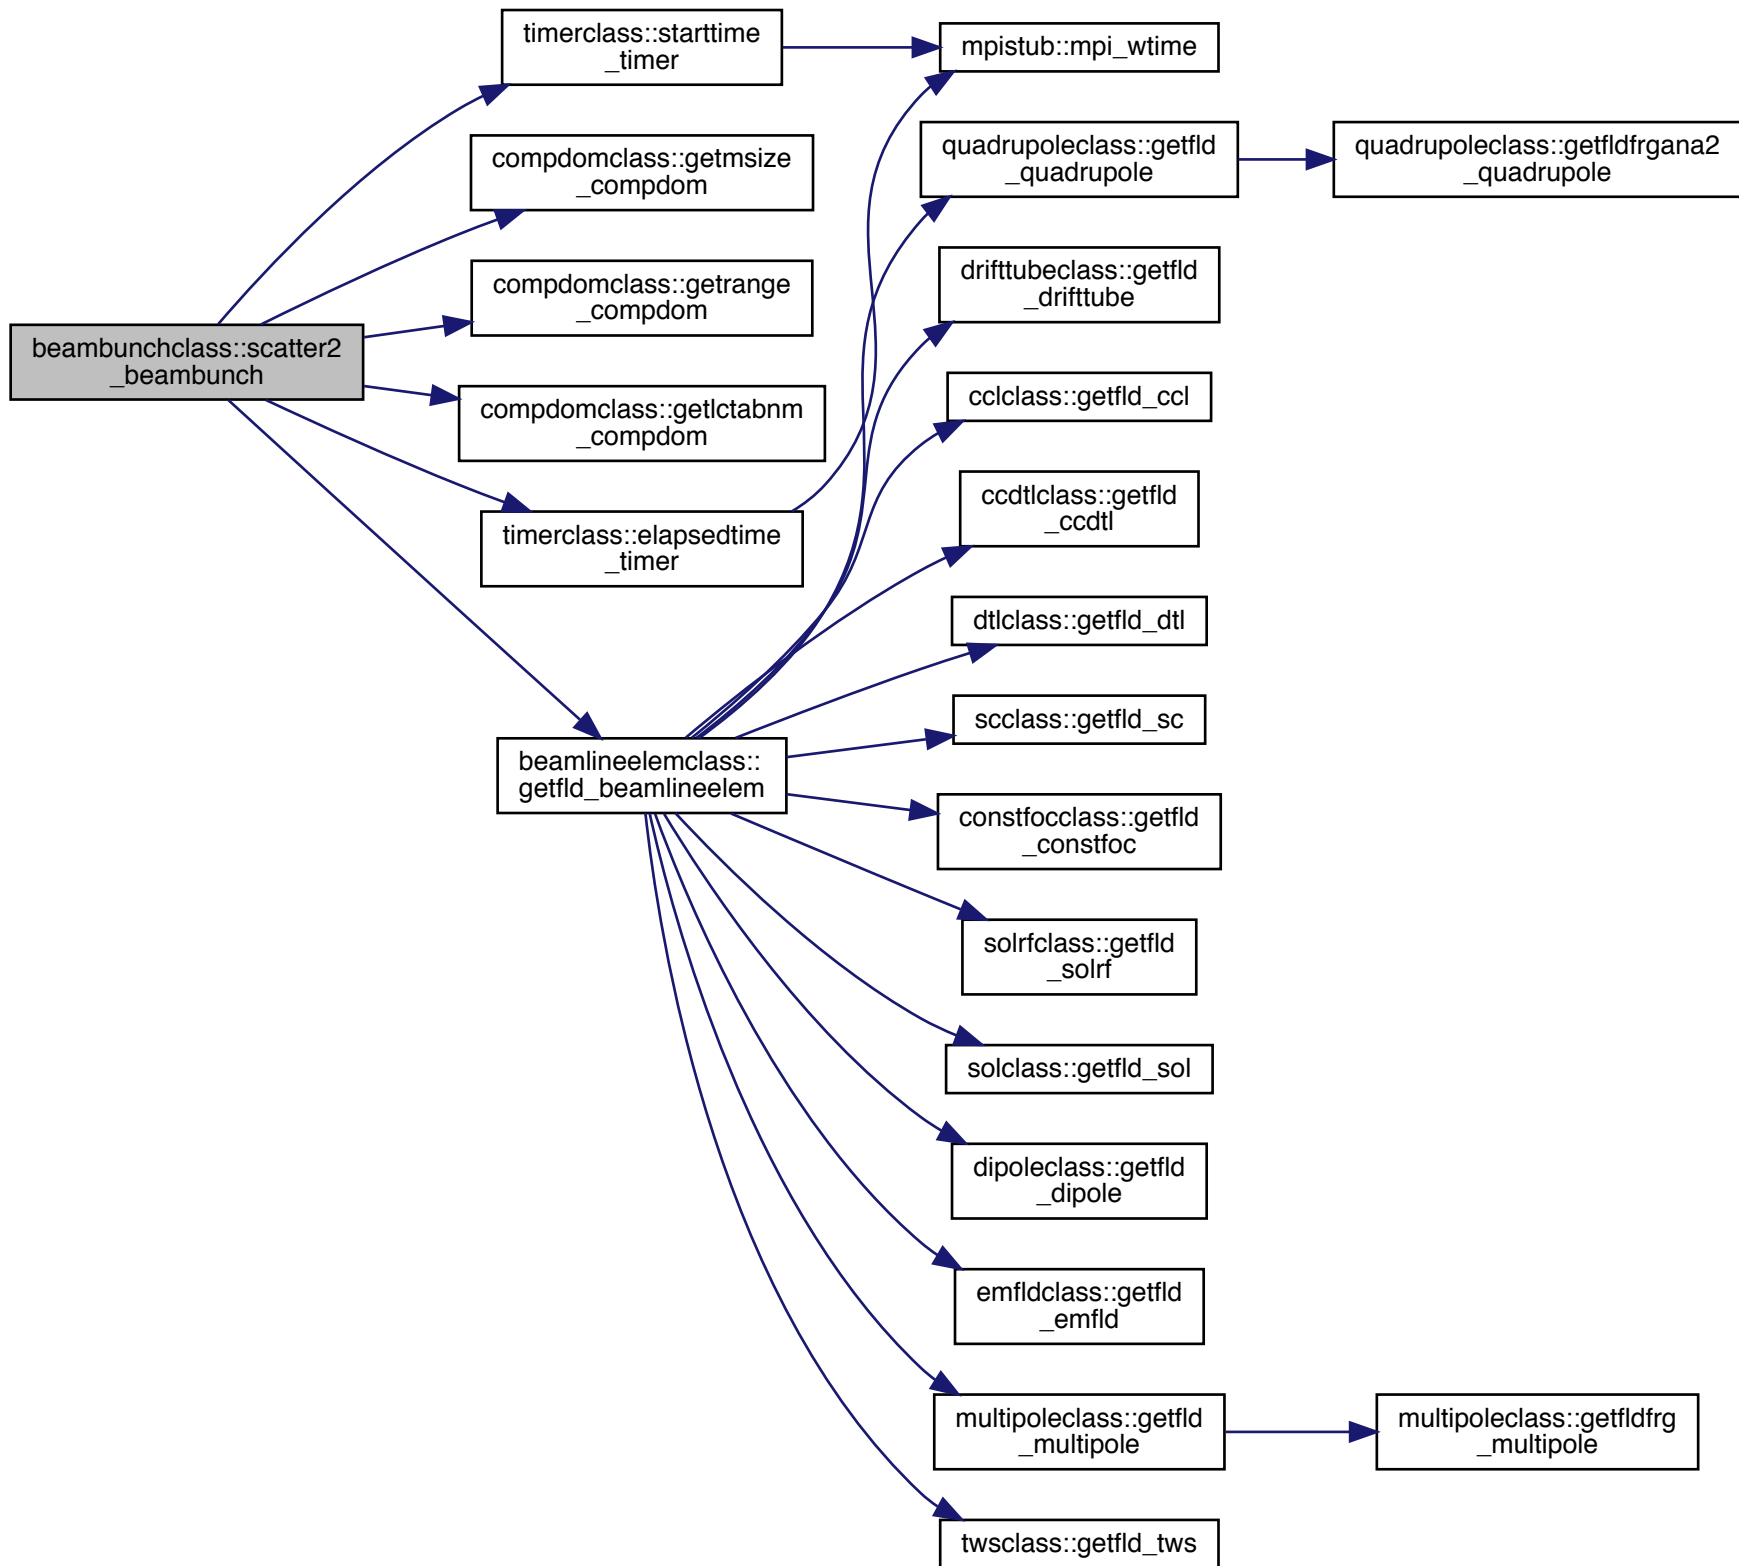 timerclass::starttime
_timer
mpistub::mpi_wtime
compdomclass::getmsize
_compdom
quadrupoleclass::getfld
_quadrupole
quadrupoleclass::getfldfrgana2
_quadrupole
compdomclass::getrange
_compdom
drifttubeclass::getfld
_drifttube
beambunchclass::scatter2
_beambunch
compdomclass::getlctabnm
_compdom
cclclass::getfld_ccl
timerclass::elapsedtime
_timer
ccdtlclass::getfld
_ccdtl
dtlclass::getfld_dtl
scclass::getfld_sc
beamlineelemclass::
getfld_beamlineelem
constfocclass::getfld
_constfoc
solrfclass::getfld
_solrf
solclass::getfld_sol
dipoleclass::getfld
_dipole
emfldclass::getfld
_emfld
multipoleclass::getfld
_multipole
multipoleclass::getfldfrg
_multipole
twsclass::getfld_tws